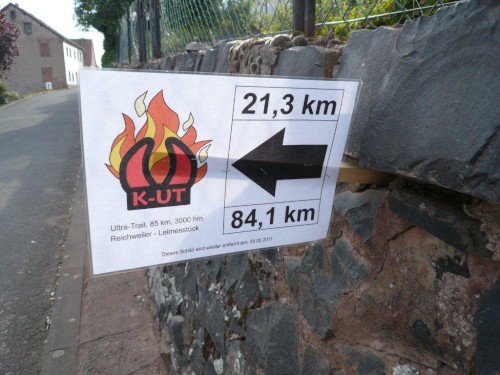 21,3 km
K-UT
84,1 km
Ultra-Trail, 85 km, 3000 hm,
Reichweiler - Leimesstück
Dieses Schild wird wieder entfernt am: 29.05.2011